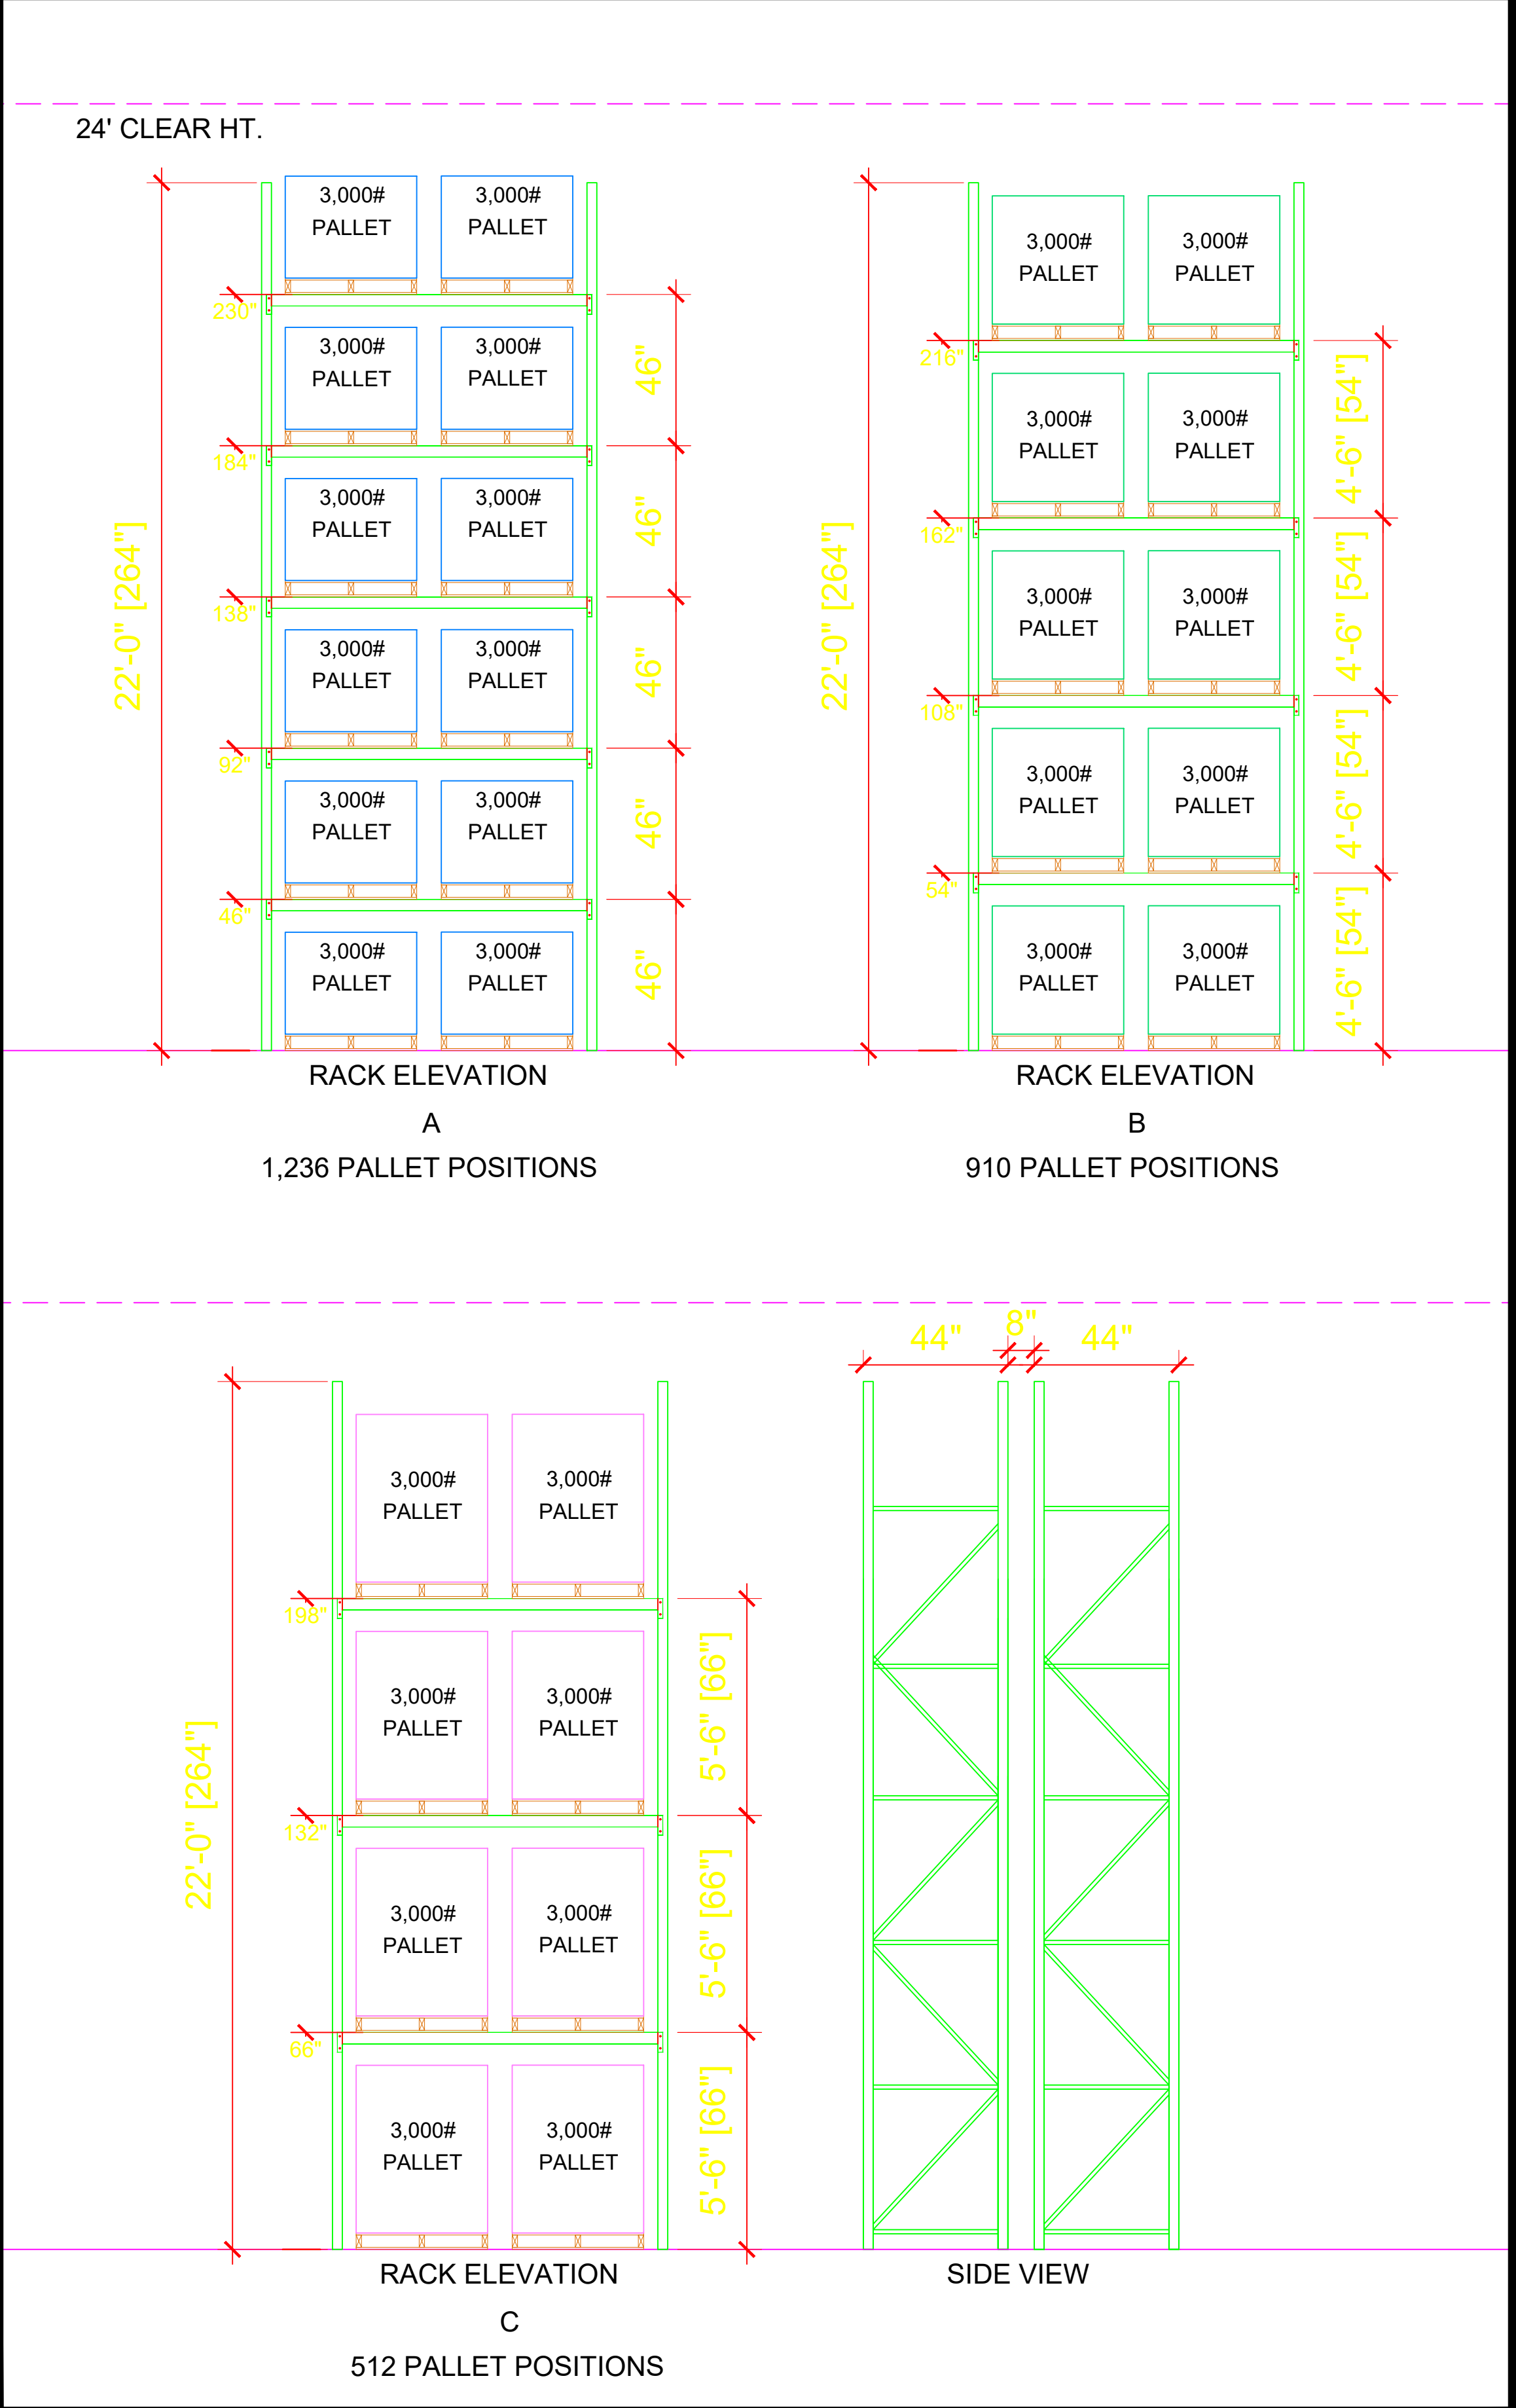 24' CLEAR HT.
3,000# 3,000#
PALLET PALLET
230"
3,000# 3,000#
PALLET PALLET
46"
184"
3,000# 3,000#
PALLET PALLET
46"
138"
22'-0" [264"]
3,000# 3,000#
PALLET PALLET
46"
92"
3,000# 3,000#
PALLET PALLET
46"
46"
3,000# 3,000#
PALLET PALLET
46"
RACK ELEVATION
A
1,236 PALLET POSITIONS
3,000# 3,000#
PALLET PALLET
216"
3,000# 3,000#
PALLET PALLET
4'-6" [54"]
162"
22'-0" [264"]
3,000# 3,000#
PALLET PALLET
4'-6" [54"]
108"
3,000# 3,000#
PALLET PALLET
4'-6" [54"]
54"
3,000# 3,000#
PALLET PALLET
4'-6" [54"]
RACK ELEVATION
B
910 PALLET POSITIONS
3,000# 3,000#
PALLET PALLET
198"
3,000# 3,000#
PALLET PALLET
5'-6" [66"]
22'-0" [264"]
132"
3,000# 3,000#
PALLET PALLET
5'-6" [66"]
66"
3,000# 3,000#
PALLET PALLET
5'-6" [66"]
RACK ELEVATION
C
512 PALLET POSITIONS
44" 8" 44"
SIDE VIEW